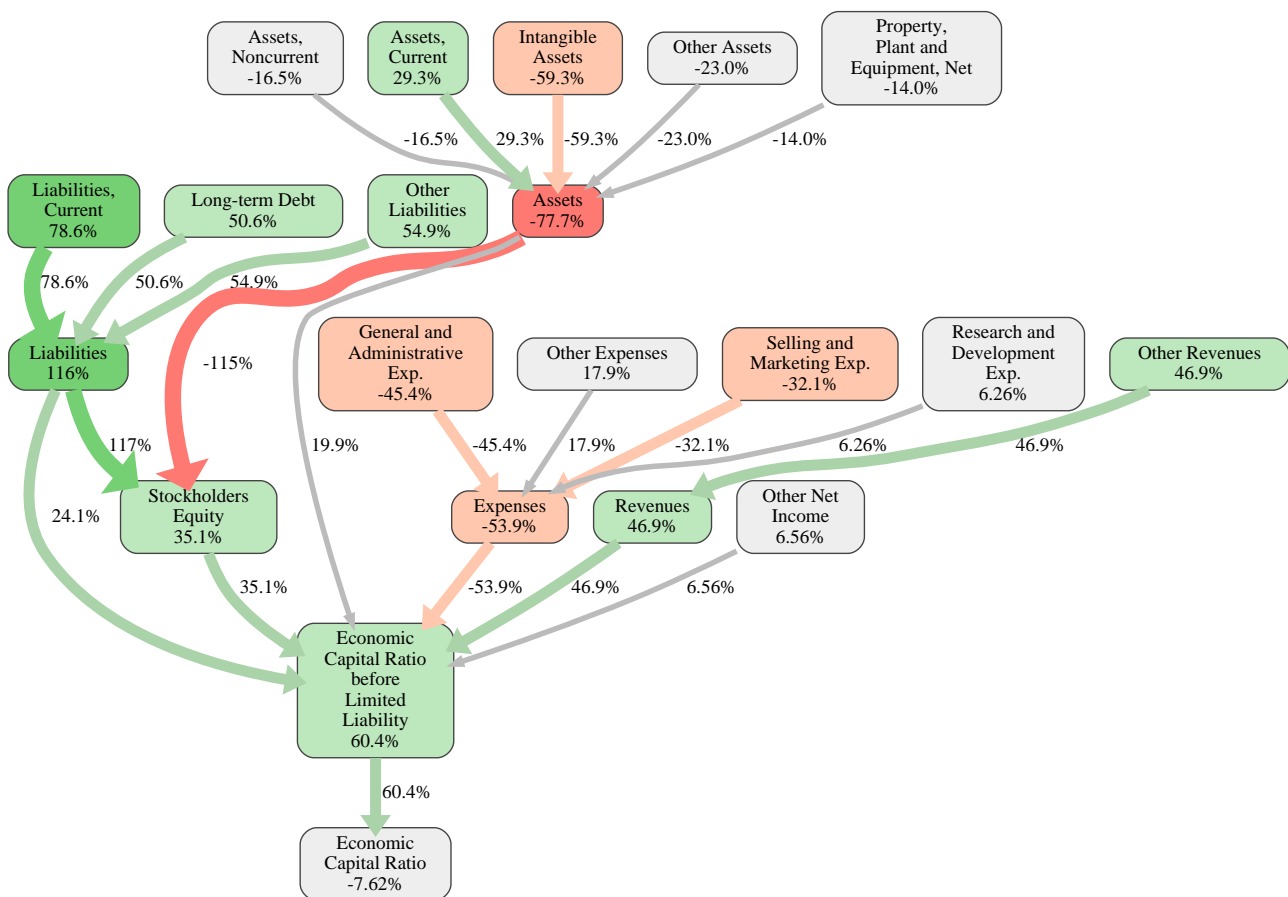 Assets,
Noncurrent
-16.5%
Assets,
Current
29.3%
Intangible
Assets
-59.3%
Other Assets
-23.0%
Property,
Plant and
Equipment, Net
-14.0%
-16.5%
29.3%
-59.3%
-23.0%
-14.0%
Liabilities,
Current
78.6%
Long-term Debt
50.6%
Other
Liabilities
54.9%
Assets
-77.7%
78.6%
50.6%
54.9%
Liabilities
116%
-115%
General and
Administrative
Exp.
-45.4%
Other Expenses
17.9%
Selling and
Marketing Exp.
-32.1%
Research and
Development
Exp.
6.26%
Other Revenues
46.9%
117%
19.9%
-45.4%
17.9%
-32.1%
6.26%
46.9%
24.1%
Stockholders
Equity
35.1%
Expenses
-53.9%
Revenues
46.9%
Other Net
Income
6.56%
35.1%
-53.9%
46.9%
6.56%
Economic
Capital Ratio
before
Limited
Liability
60.4%
60.4%
Economic
Capital Ratio
-7.62%